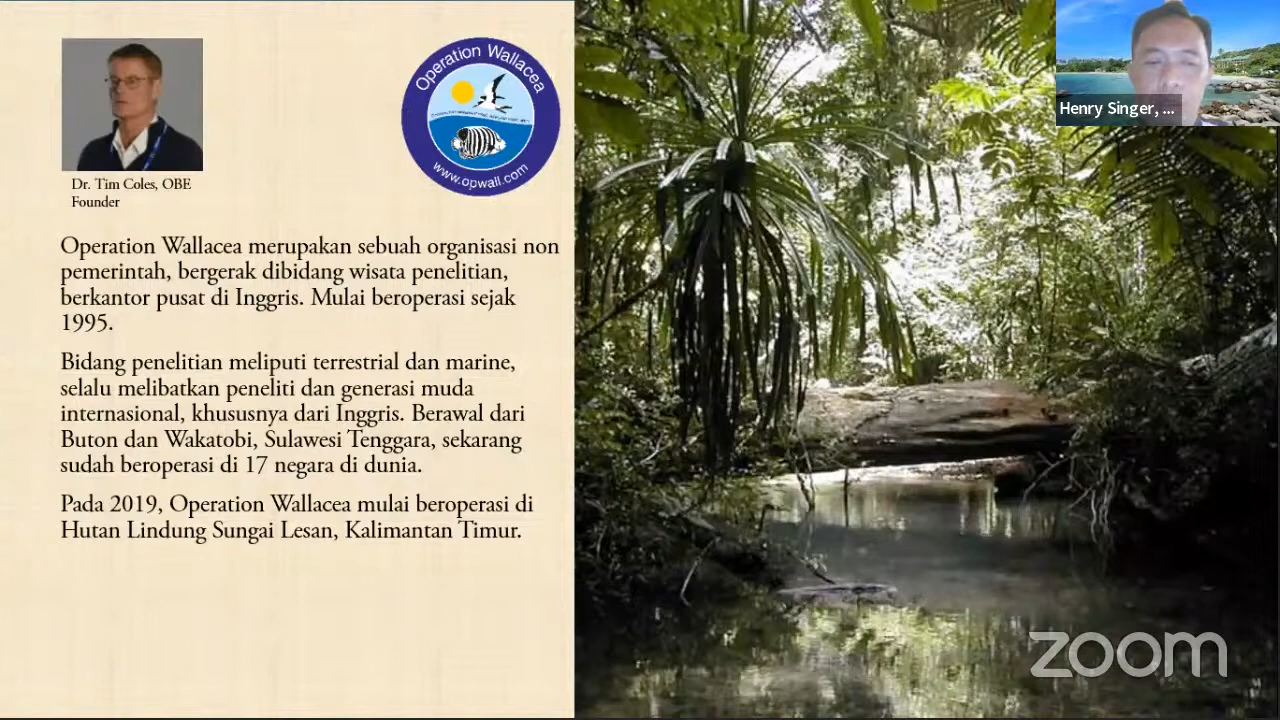 Operation Wallacea
www.opwall.com
Henry Singer, ...
Dr. Tim Coles, OBE
Founder
Operation Wallacea merupakan sebuah organisasi non
pemerintah, bergerak dibidang wisata penelitian,
berkantor pusat di Inggris. Mulai beroperasi sejak
1995.
Bidang penelitian meliputi terrestrial dan marine,
selalu melibatkan peneliti dan generasi muda
internasional, khususnya dari Inggris. Berawal dari
Buton dan Wakatobi, Sulawesi Tenggara, sekarang
sudah beroperasi di 17 negara di dunia.
Pada 2019, Operation Wallacea mulai beroperasi di
Hutan Lindung Sungai Lesan, Kalimantan Timur.
zoom